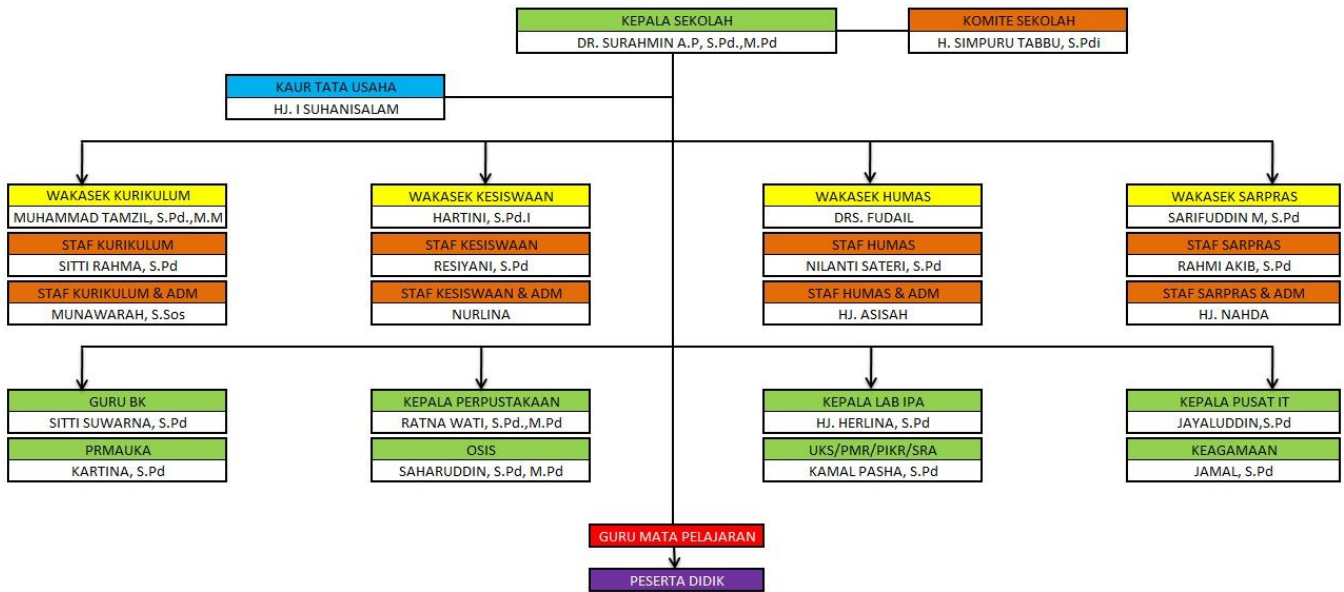 KEPALA SEKOLAH
DR. SURAHMIN A.P, S.Pd.,M.Pd
KOMITE SEKOLAH
H. SIMPURU TABBU, S.Pdi
KAUR TATA USAHA
HJ. I SUHANISALAM
WAKASEK KURIKULUM
MUHAMMAD TAMZIL, S.Pd.,M.M
STAF KURIKULUM
SITTI RAHMA, S.Pd
STAF KURIKULUM & ADM
MUNAWARAH, S.Sos
WAKASEK KESISWAAN
HARTINI, S.Pd.I
STAF KESISWAAN
RESIYANI, S.Pd
STAF KESISWAAN & ADM
NURLINA
WAKASEK HUMAS
DRS. FUDAIL
STAF HUMAS
NILANTI SATERI, S.Pd
STAF HUMAS & ADM
HJ. ASISAH
WAKASEK SARPRAS
SARIFUDDIN M, S.Pd
STAF SARPRAS
RAHMI AKIB, S.Pd
STAF SARPRAS & ADM
HJ. NAHDA
GURU BK
SITTI SUWARNA, S.Pd
PRMAUKA
KARTINA, S.Pd
KEPALA PERPUSTAKAAN
RATNA WATI, S.Pd.,M.Pd
OSIS
SAHARUDDIN, S.Pd, M.Pd
KEPALA LAB IPA
HJ. HERLINA, S.Pd
UKS/PMR/PIKR/SRA
KAMAL PASHA, S.Pd
KEPALA PUSAT IT
JAYALUDDIN,S.Pd
KEAGAMAAN
JAMAL, S.Pd
GURU MATA PELAJARAN
PESERTA DIDIK